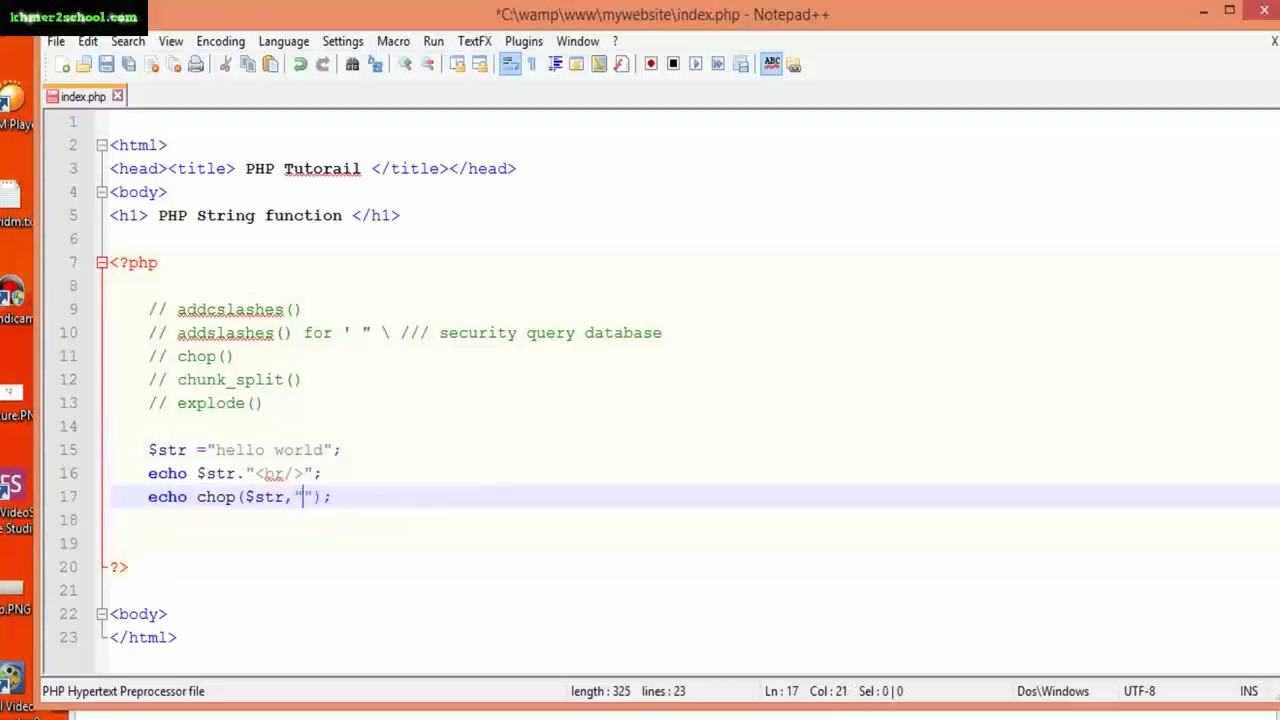 khmer2school.com
*C:\wamp\www\mywebsite\index.php - Notepad++
File Edit Search View Encoding Language Settings Macro Run TextFX Plugins Window ? X
index.php
1
2 <html>
3 <head><title> PHP Tutorail </title></head>
4 <body>
5 <h1> PHP String function </h1>
6
7 <?php
8
9 // addcslashes()
10 // addslashes() for ' " \ /// security query database
11 // chop()
12 // chunk_split()
13 // explode()
14
15 $str ="hello world";
16 echo $str."<br/>";
17 echo chop($str,"");
18
19
20 ?>
21
22 <body>
23 </html>
PHP Hypertext Preprocessor file length : 325 lines : 23 Ln : 17 Col : 21 Sel : 0 | 0 Dos\Windows UTF-8 INS